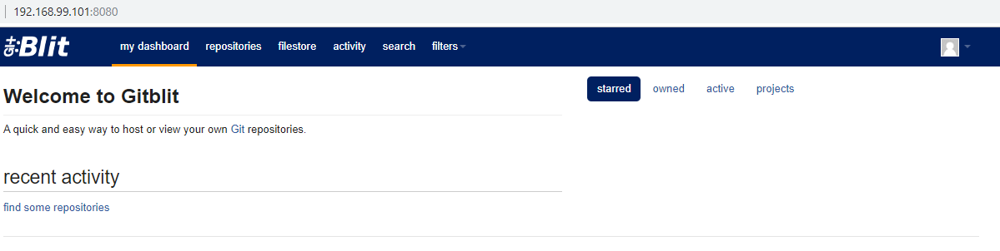 192.168.99.101:8080
git:Blit my dashboard repositories filestore activity search filters
Welcome to Gitblit
starred owned active projects
A quick and easy way to host or view your own Git repositories.
recent activity
find some repositories